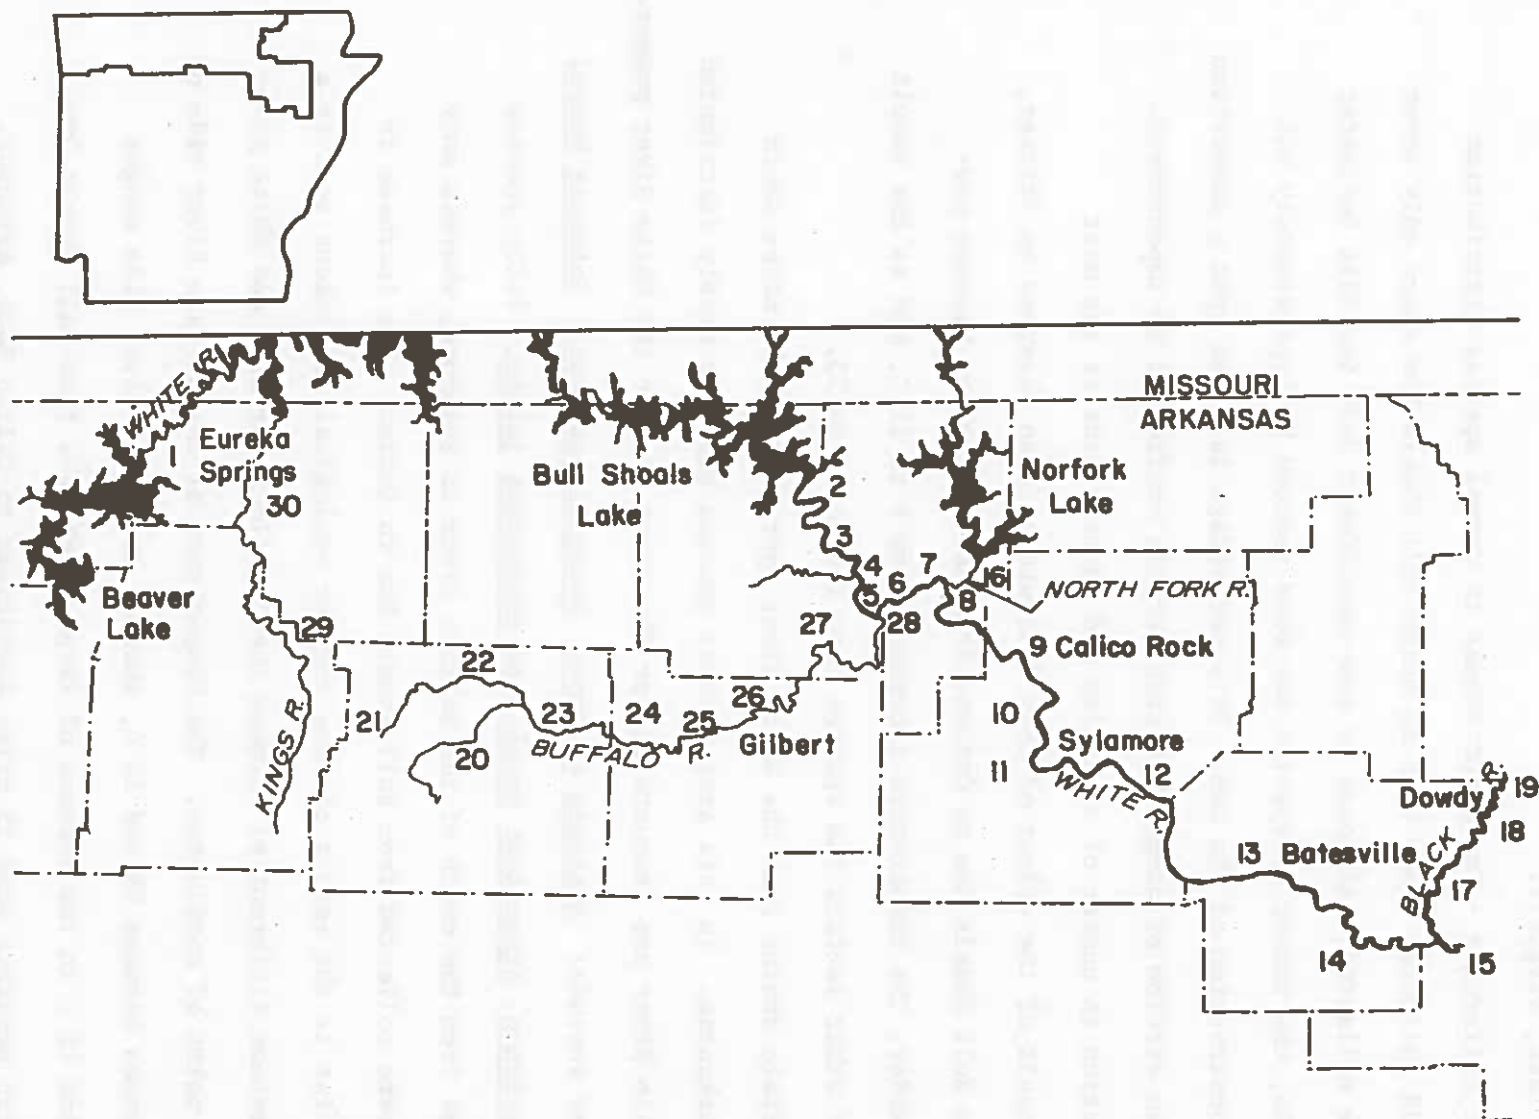 MISSOURI
ARKANSAS
WHITE R.
Eureka
Springs
30
Bull Shoals
Lake
2
Norfork
Lake
3
4
7
16
5
6
8
NORTH FORK R.
Beaver
Lake
29
27
28
9 Calico Rock
22
26
21
23
24
25
10
20
BUFFALO R.
Gilbert
Sylamore
KINGS R.
11
12
WHITE R.
Dowdy
R.
19
18
13 Batesville
BLACK
17
14
15